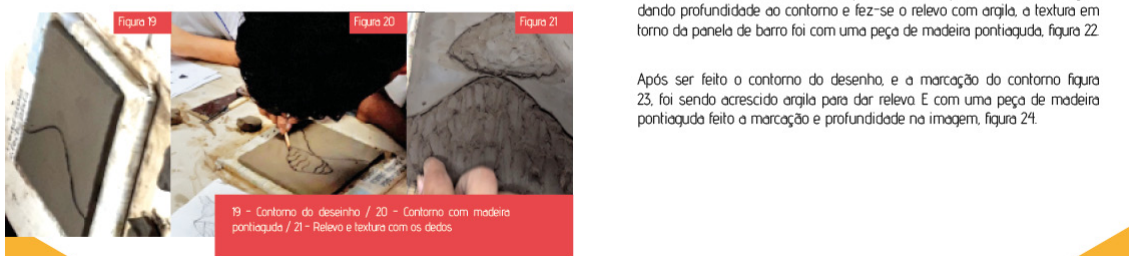 Figura 19
Figura 20
Figura 21
19 - Contorno do deseinho / 20 - Contorno com madeira
pontiaguda / 21 - Relevo e textura com os dedos
dando profundidade ao contorno e fez-se o relevo com argila, a textura em
torno da panela de barro foi com uma peça de madeira pontiaguda, figura 22.
Após ser feito o contorno do desenho, e a marcação do contorno figura
23, foi sendo acrescido argila para dar relevo. E com uma peça de madeira
pontiaguda feito a marcação e profundidade na imagem, figura 24.